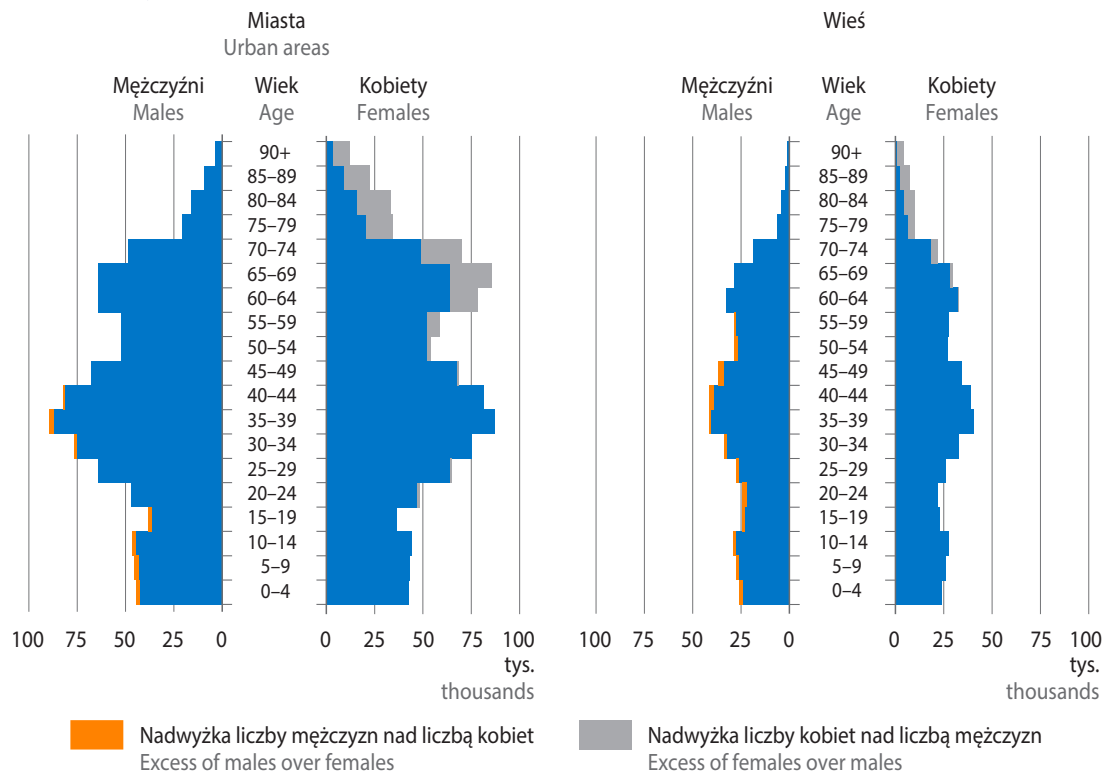 Miasta
Urban areas
Wieś
Mężczyźni
Males
Wiek
Age
Kobiety
Females
Mężczyźni
Males
Wiek
Age
Kobiety
Females
90+
85–89
80–84
75–79
70–74
65–69
60–64
55–59
50–54
45–49
40–44
35–39
30–34
25–29
20–24
15–19
10–14
5–9
0–4
90+
85–89
80–84
75–79
70–74
65–69
60–64
55–59
50–54
45–49
40–44
35–39
30–34
25–29
20–24
15–19
10–14
5–9
0–4
100 75 50 25 0 0 25 50 75 100
tys.
thousands
100 75 50 25 0 0 25 50 75 100
tys.
thousands
Nadwyżka liczby mężczyzn nad liczbą kobiet
Excess of males over females
Nadwyżka liczby kobiet nad liczbą mężczyzn
Excess of females over males